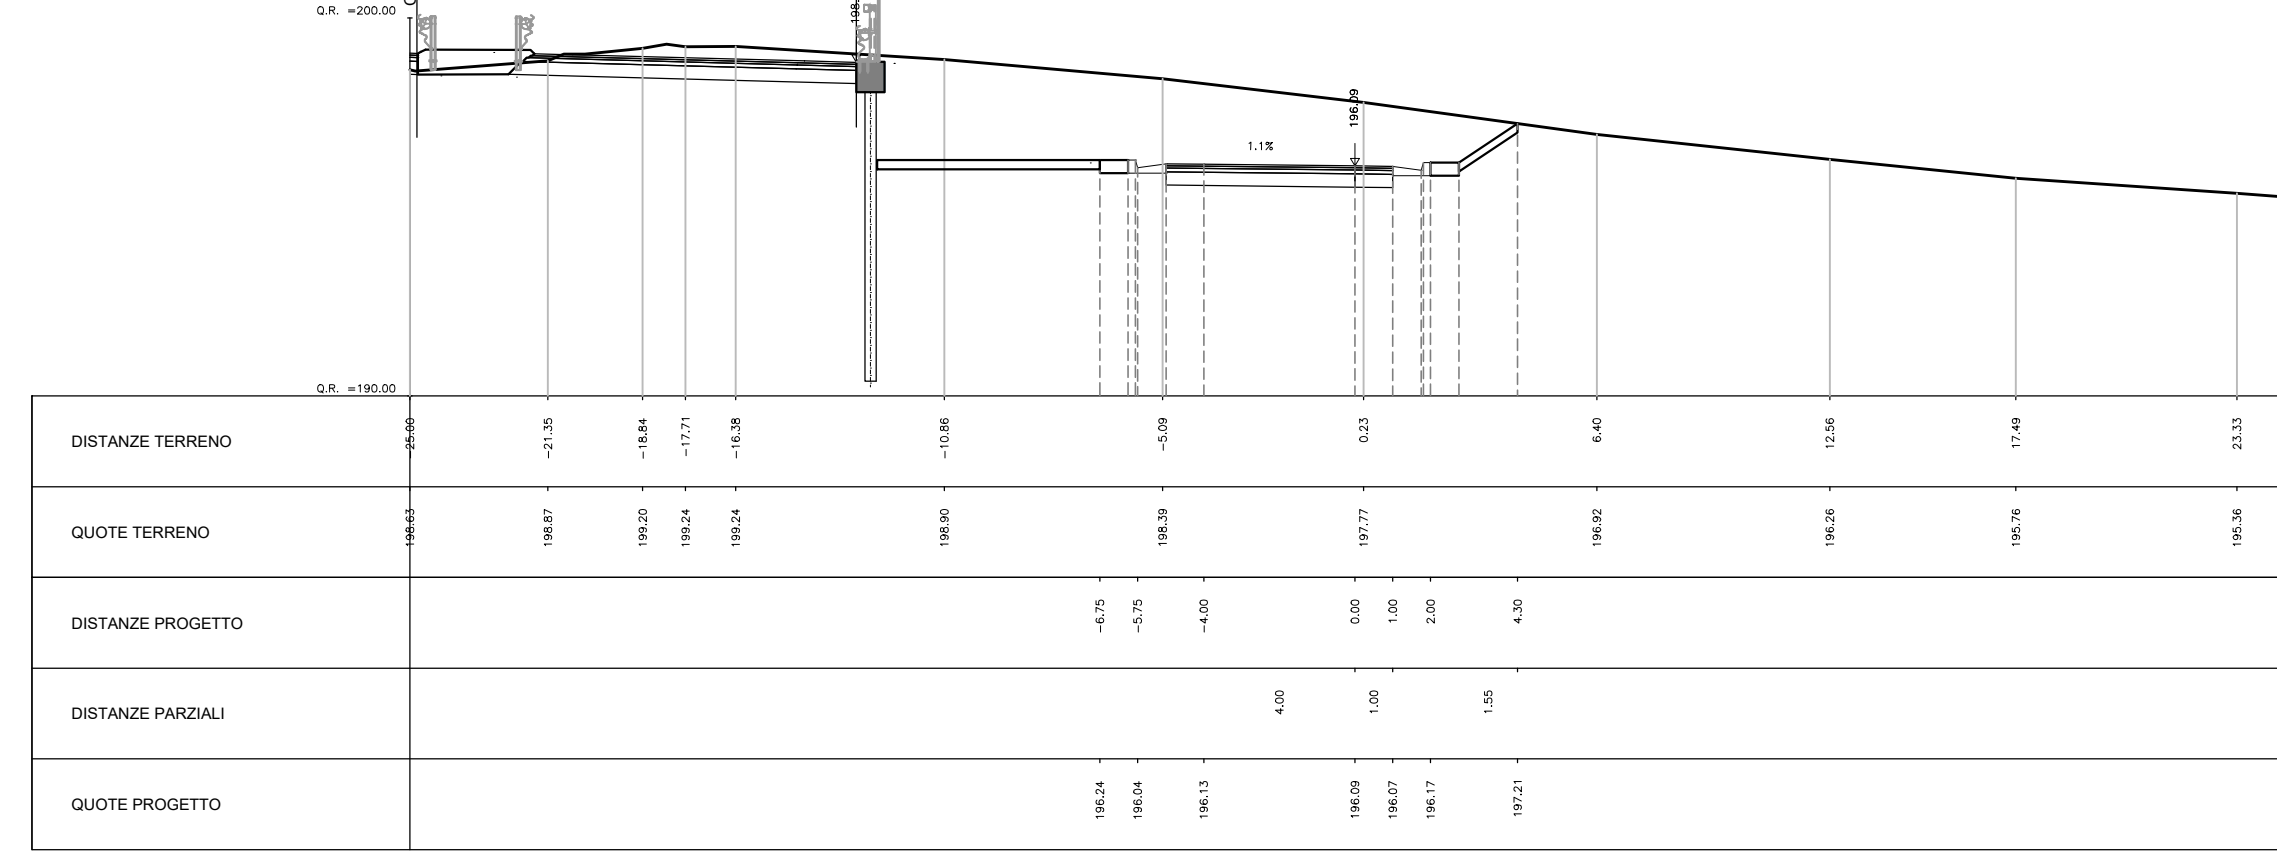 Q.R. =200.00
198.
196.09
1.1%
Q.R. =190.00
DISTANZE TERRENO
-25.00 -21.35 -18.84 -17.71 -16.38 -10.86 -5.09 0.23 6.40 12.56 17.49 23.33
QUOTE TERRENO
198.63 198.87 199.20 199.24 199.24 198.90 198.39 197.77 196.92 196.26 195.76 195.36
DISTANZE PROGETTO
-6.75 -5.75 -4.00 0.00 1.00 2.00 4.30
DISTANZE PARZIALI
4.00 1.00 1.55
QUOTE PROGETTO
196.24 196.04 196.13 196.09 196.07 196.17 197.21